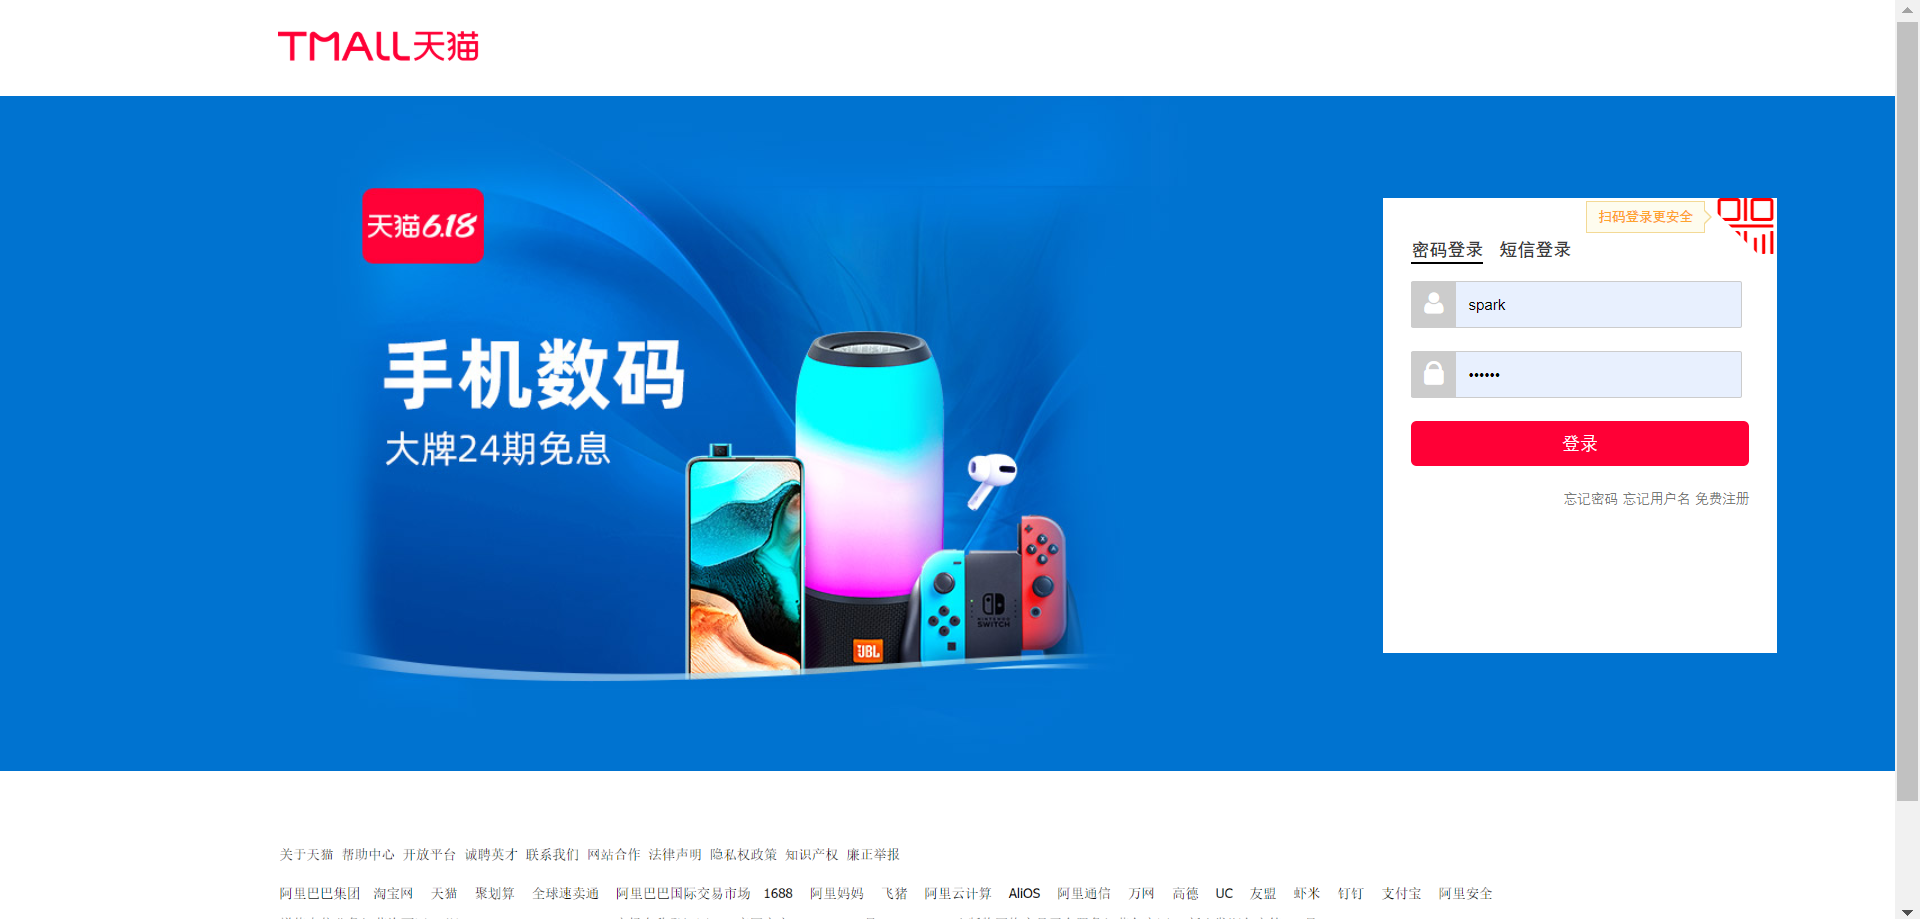 TMALL天猫
天猫6.18
手机数码
大牌24期免息
JBL
NINTENDO
SWITCH
扫码登录更安全
密码登录 短信登录
spark
••••••
登录
忘记密码 忘记用户名 免费注册
关于天猫 帮助中心 开放平台 诚聘英才 联系我们 网站合作 法律声明 隐私权政策 知识产权 廉正举报
阿里巴巴集团 淘宝网 天猫 聚划算 全球速卖通 阿里巴巴国际交易市场 1688 阿里妈妈 飞猪 阿里云计算 AliOS 阿里通信 万网 高德 UC 友盟 虾米 钉钉 支付宝 阿里安全